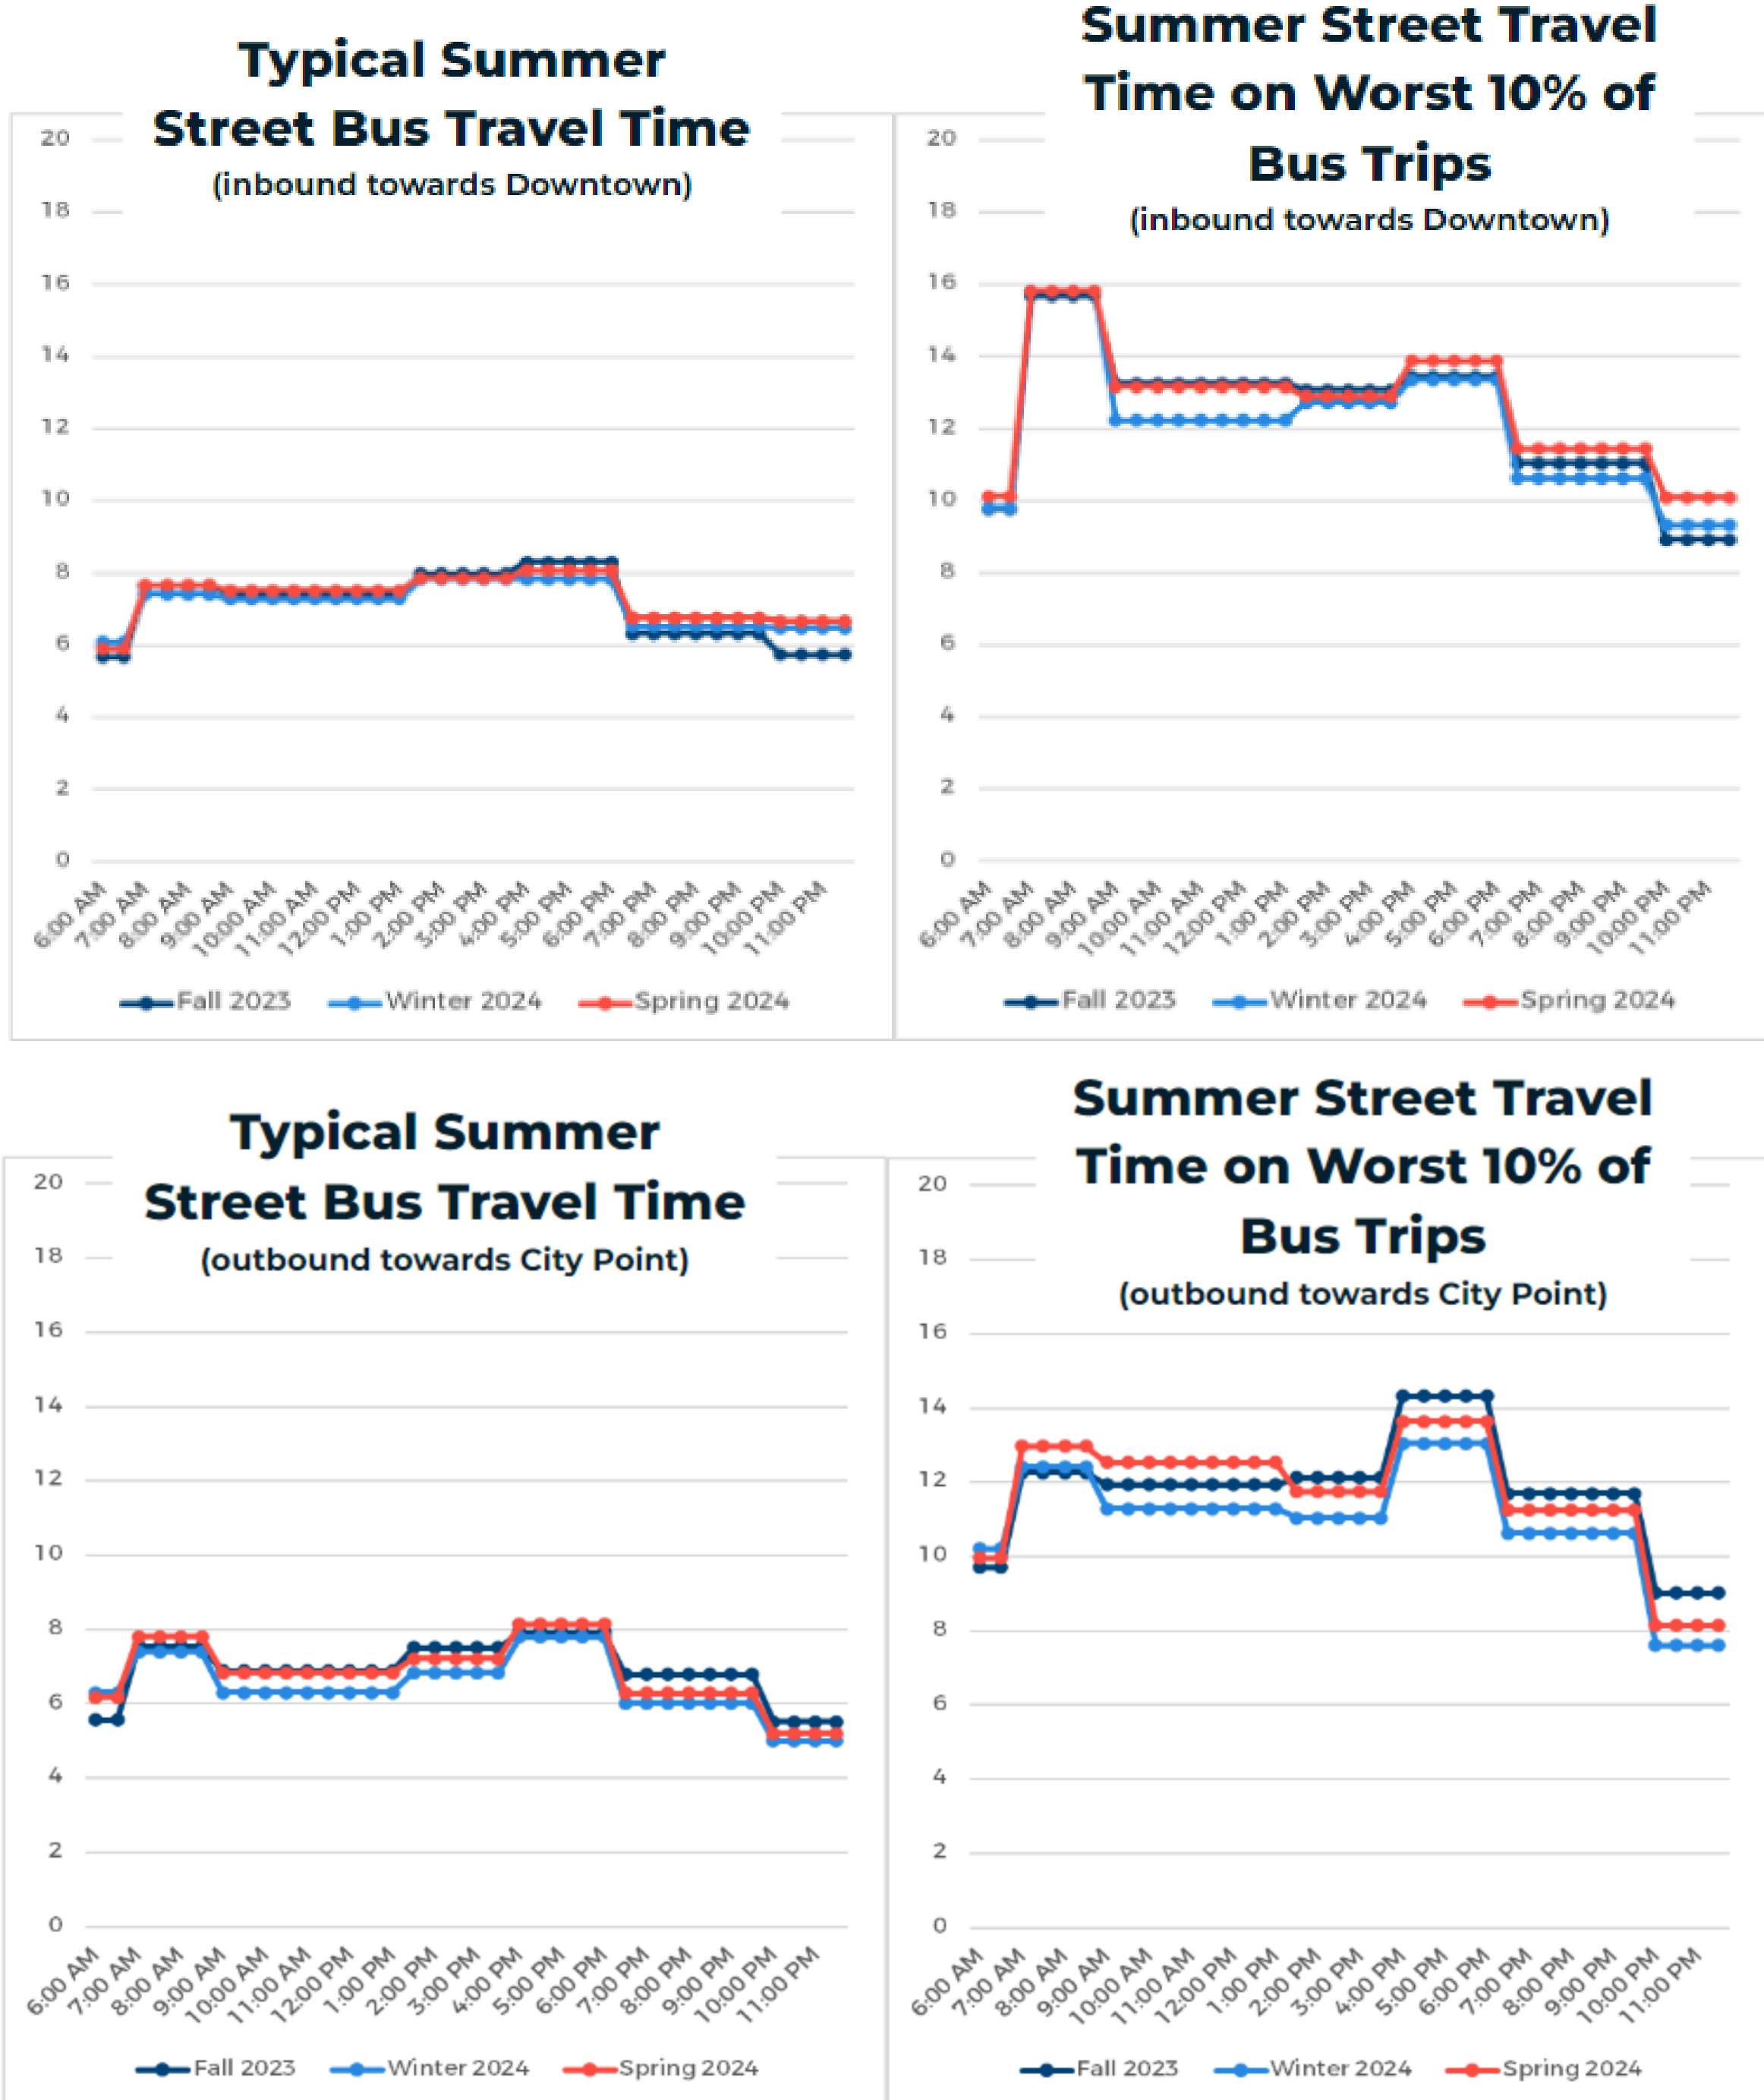 Typical Summer
Street Bus Travel Time
(inbound towards Downtown)
20
18
16
14
12
10
8
6
4
2
0
6:00 AM
7:00 AM
8:00 AM
9:00 AM
10:00 AM
11:00 AM
12:00 PM
1:00 PM
2:00 PM
3:00 PM
4:00 PM
5:00 PM
6:00 PM
7:00 PM
8:00 PM
9:00 PM
10:00 PM
11:00 PM
Fall 2023 Winter 2024 Spring 2024
Summer Street Travel
Time on Worst 10% of
Bus Trips
(inbound towards Downtown)
20
18
16
14
12
10
8
6
4
2
0
6:00 AM
7:00 AM
8:00 AM
9:00 AM
10:00 AM
11:00 AM
12:00 PM
1:00 PM
2:00 PM
3:00 PM
4:00 PM
5:00 PM
6:00 PM
7:00 PM
8:00 PM
9:00 PM
10:00 PM
11:00 PM
Fall 2023 Winter 2024 Spring 2024
Typical Summer
Street Bus Travel Time
(outbound towards City Point)
20
18
16
14
12
10
8
6
4
2
0
6:00 AM
7:00 AM
8:00 AM
9:00 AM
10:00 AM
11:00 AM
12:00 PM
1:00 PM
2:00 PM
3:00 PM
4:00 PM
5:00 PM
6:00 PM
7:00 PM
8:00 PM
9:00 PM
10:00 PM
11:00 PM
Fall 2023 Winter 2024 Spring 2024
Summer Street Travel
Time on Worst 10% of
Bus Trips
(outbound towards City Point)
20
18
16
14
12
10
8
6
4
2
0
6:00 AM
7:00 AM
8:00 AM
9:00 AM
10:00 AM
11:00 AM
12:00 PM
1:00 PM
2:00 PM
3:00 PM
4:00 PM
5:00 PM
6:00 PM
7:00 PM
8:00 PM
9:00 PM
10:00 PM
11:00 PM
Fall 2023 Winter 2024 Spring 2024